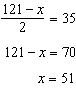 (121 − x)/2 = 35
121 − x = 70
x = 51